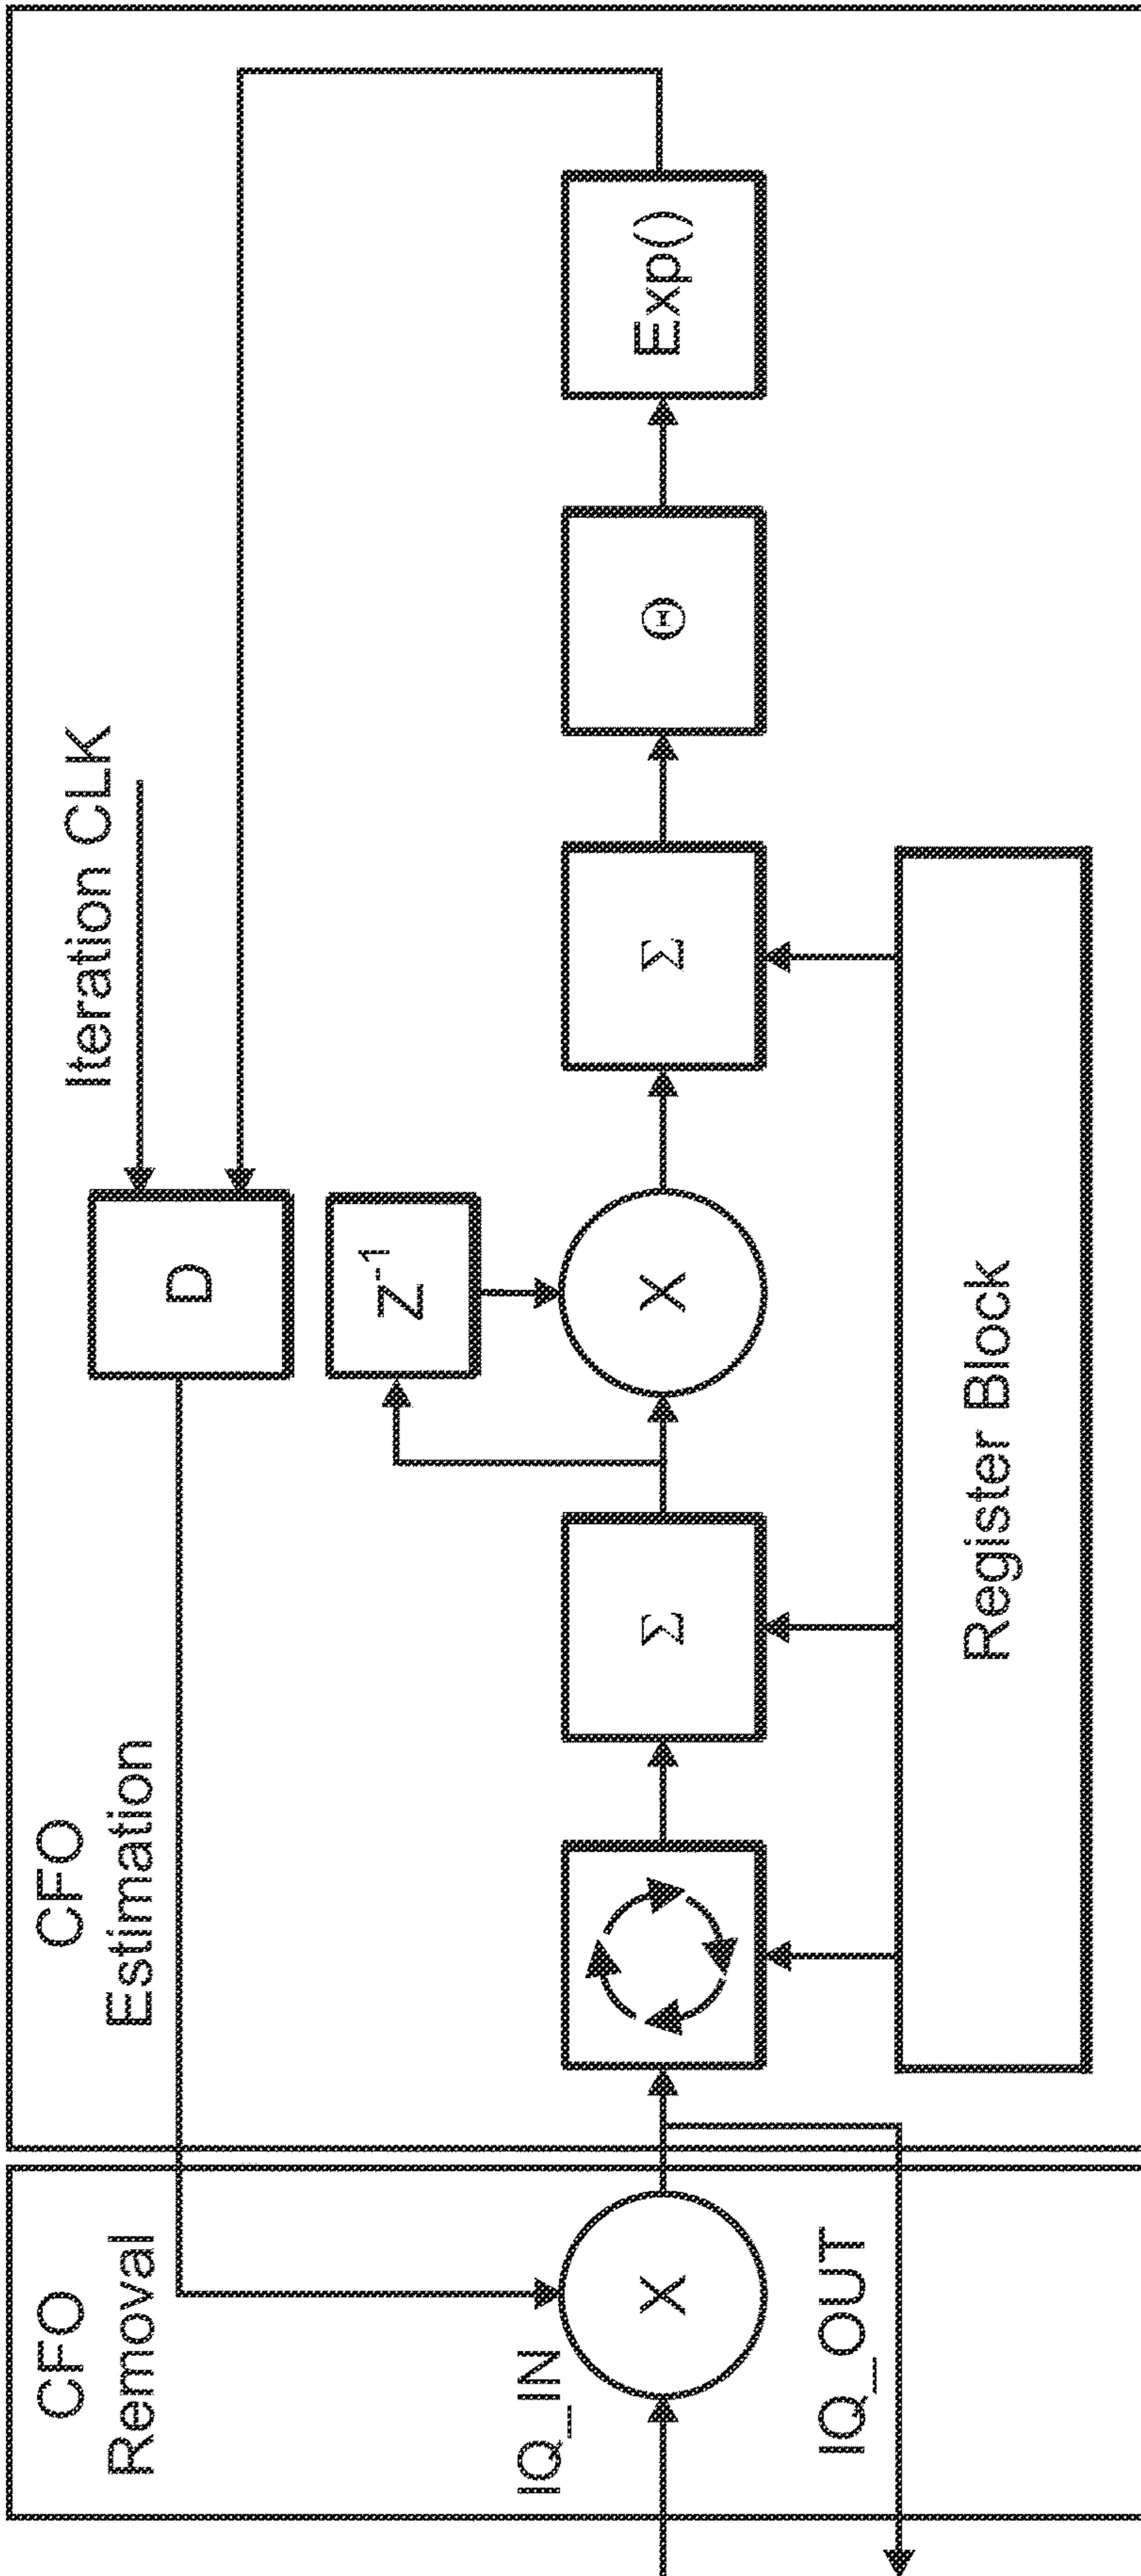 CFO
Removal
CFO
Estimation
Iteration CLK
D
Z-1
IQ_IN
X
Σ
X
Σ
Θ
Exp()
IQ_OUT
Register Block